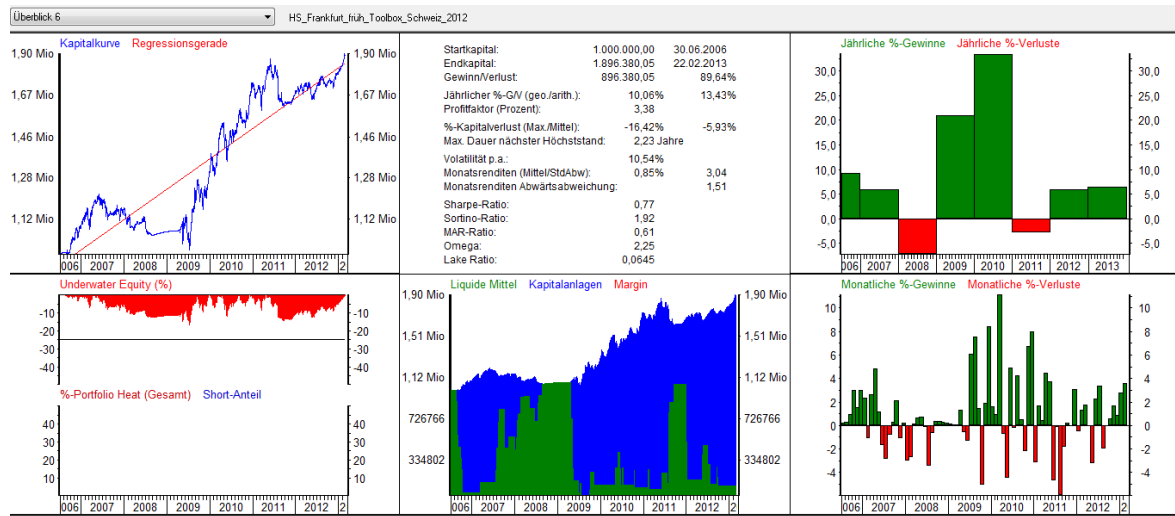 Überblick 6 HS_Frankfurt_früh_Toolbox_Schweiz_2012
Kapitalkurve Regressionsgerade
1,90 Mio 1,90 Mio
1,67 Mio 1,67 Mio
1,46 Mio 1,46 Mio
1,28 Mio 1,28 Mio
1,12 Mio 1,12 Mio
006 2007 2008 2009 2010 2011 2012 2
Startkapital: 1.000.000,00 30.06.2006
Endkapital: 1.896.380,05 22.02.2013
Gewinn/Verlust: 896.380,05 89,64%
Jährlicher %-G/V (geo./arith.): 10,06% 13,43%
Profitfaktor (Prozent): 3,38
%-Kapitalverlust (Max./Mittel): -16,42% -5,93%
Max. Dauer nächster Höchststand: 2,23 Jahre
Volatilität p.a.: 10,54%
Monatsrenditen (Mittel/StdAbw): 0,85% 3,04
Monatsrenditen Abwärtsabweichung: 1,51
Sharpe-Ratio: 0,77
Sortino-Ratio: 1,92
MAR-Ratio: 0,61
Omega: 2,25
Lake Ratio: 0,0645
Jährliche %-Gewinne Jährliche %-Verluste
30,0 30,0
25,0 25,0
20,0 20,0
15,0 15,0
10,0 10,0
5,0 5,0
0,0 0,0
-5,0 -5,0
006 2007 2008 2009 2010 2011 2012 2013
Underwater Equity (%)
-10 -10
-20 -20
-30 -30
-40 -40
%-Portfolio Heat (Gesamt) Short-Anteil
40 40
30 30
20 20
10 10
006 2007 2008 2009 2010 2011 2012 2
Liquide Mittel Kapitalanlagen Margin
1,90 Mio 1,90 Mio
1,51 Mio 1,51 Mio
1,12 Mio 1,12 Mio
726766 726766
334802 334802
006 2007 2008 2009 2010 2011 2012 2
Monatliche %-Gewinne Monatliche %-Verluste
10 10
8 8
6 6
4 4
2 2
0 0
-2 -2
-4 -4
006 2007 2008 2009 2010 2011 2012 2